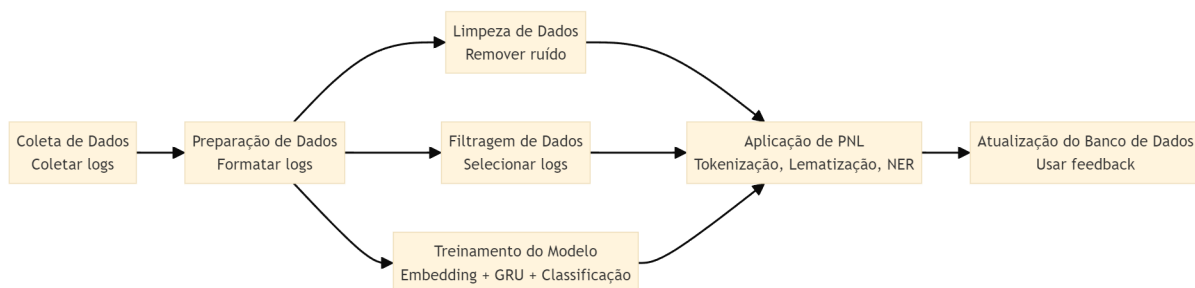 Coleta de Dados
Coletar logs
Preparação de Dados
Formatar logs
Limpeza de Dados
Remover ruído
Filtragem de Dados
Selecionar logs
Treinamento do Modelo
Embedding + GRU + Classificação
Aplicação de PNL
Tokenização, Lematização, NER
Atualização do Banco de Dados
Usar feedback